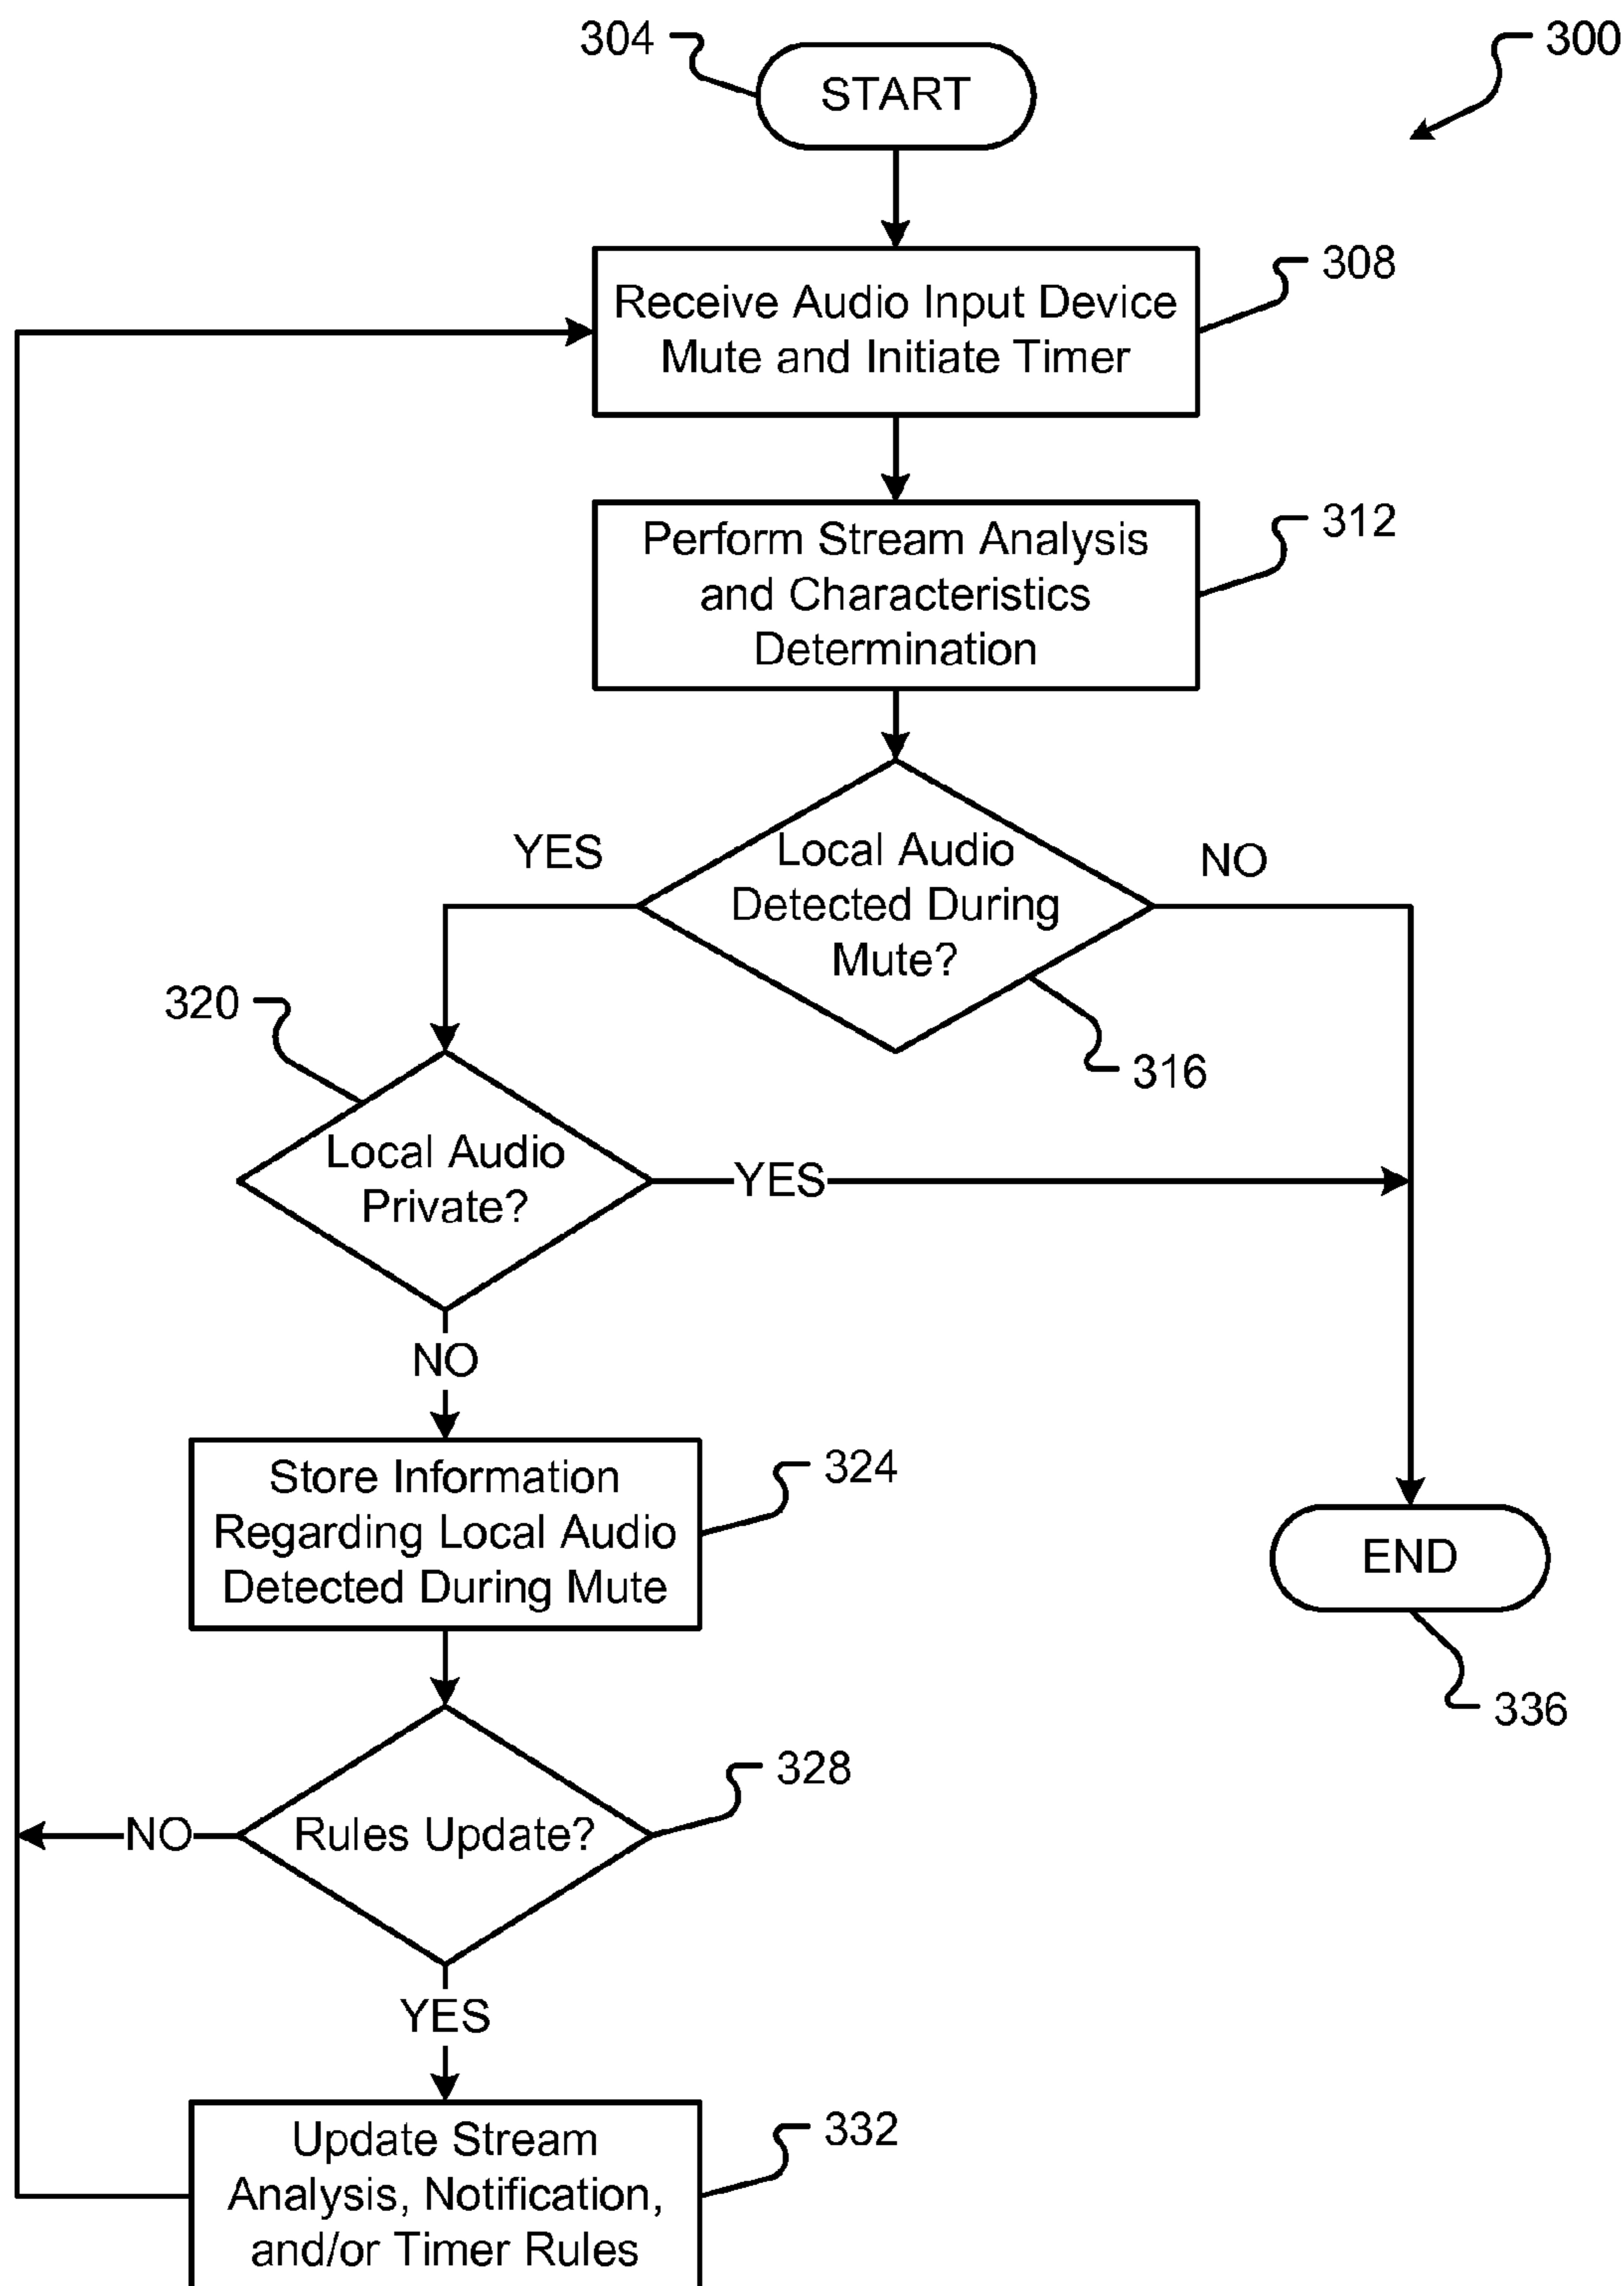 304
START
300
Receive Audio Input Device
Mute and Initiate Timer
308
Perform Stream Analysis
and Characteristics
Determination
312
YES
Local Audio
Detected During
Mute?
NO
316
320
Local Audio
Private?
YES
NO
Store Information
Regarding Local Audio
Detected During Mute
324
END
336
Rules Update?
328
NO
YES
Update Stream
Analysis, Notification,
and/or Timer Rules
332